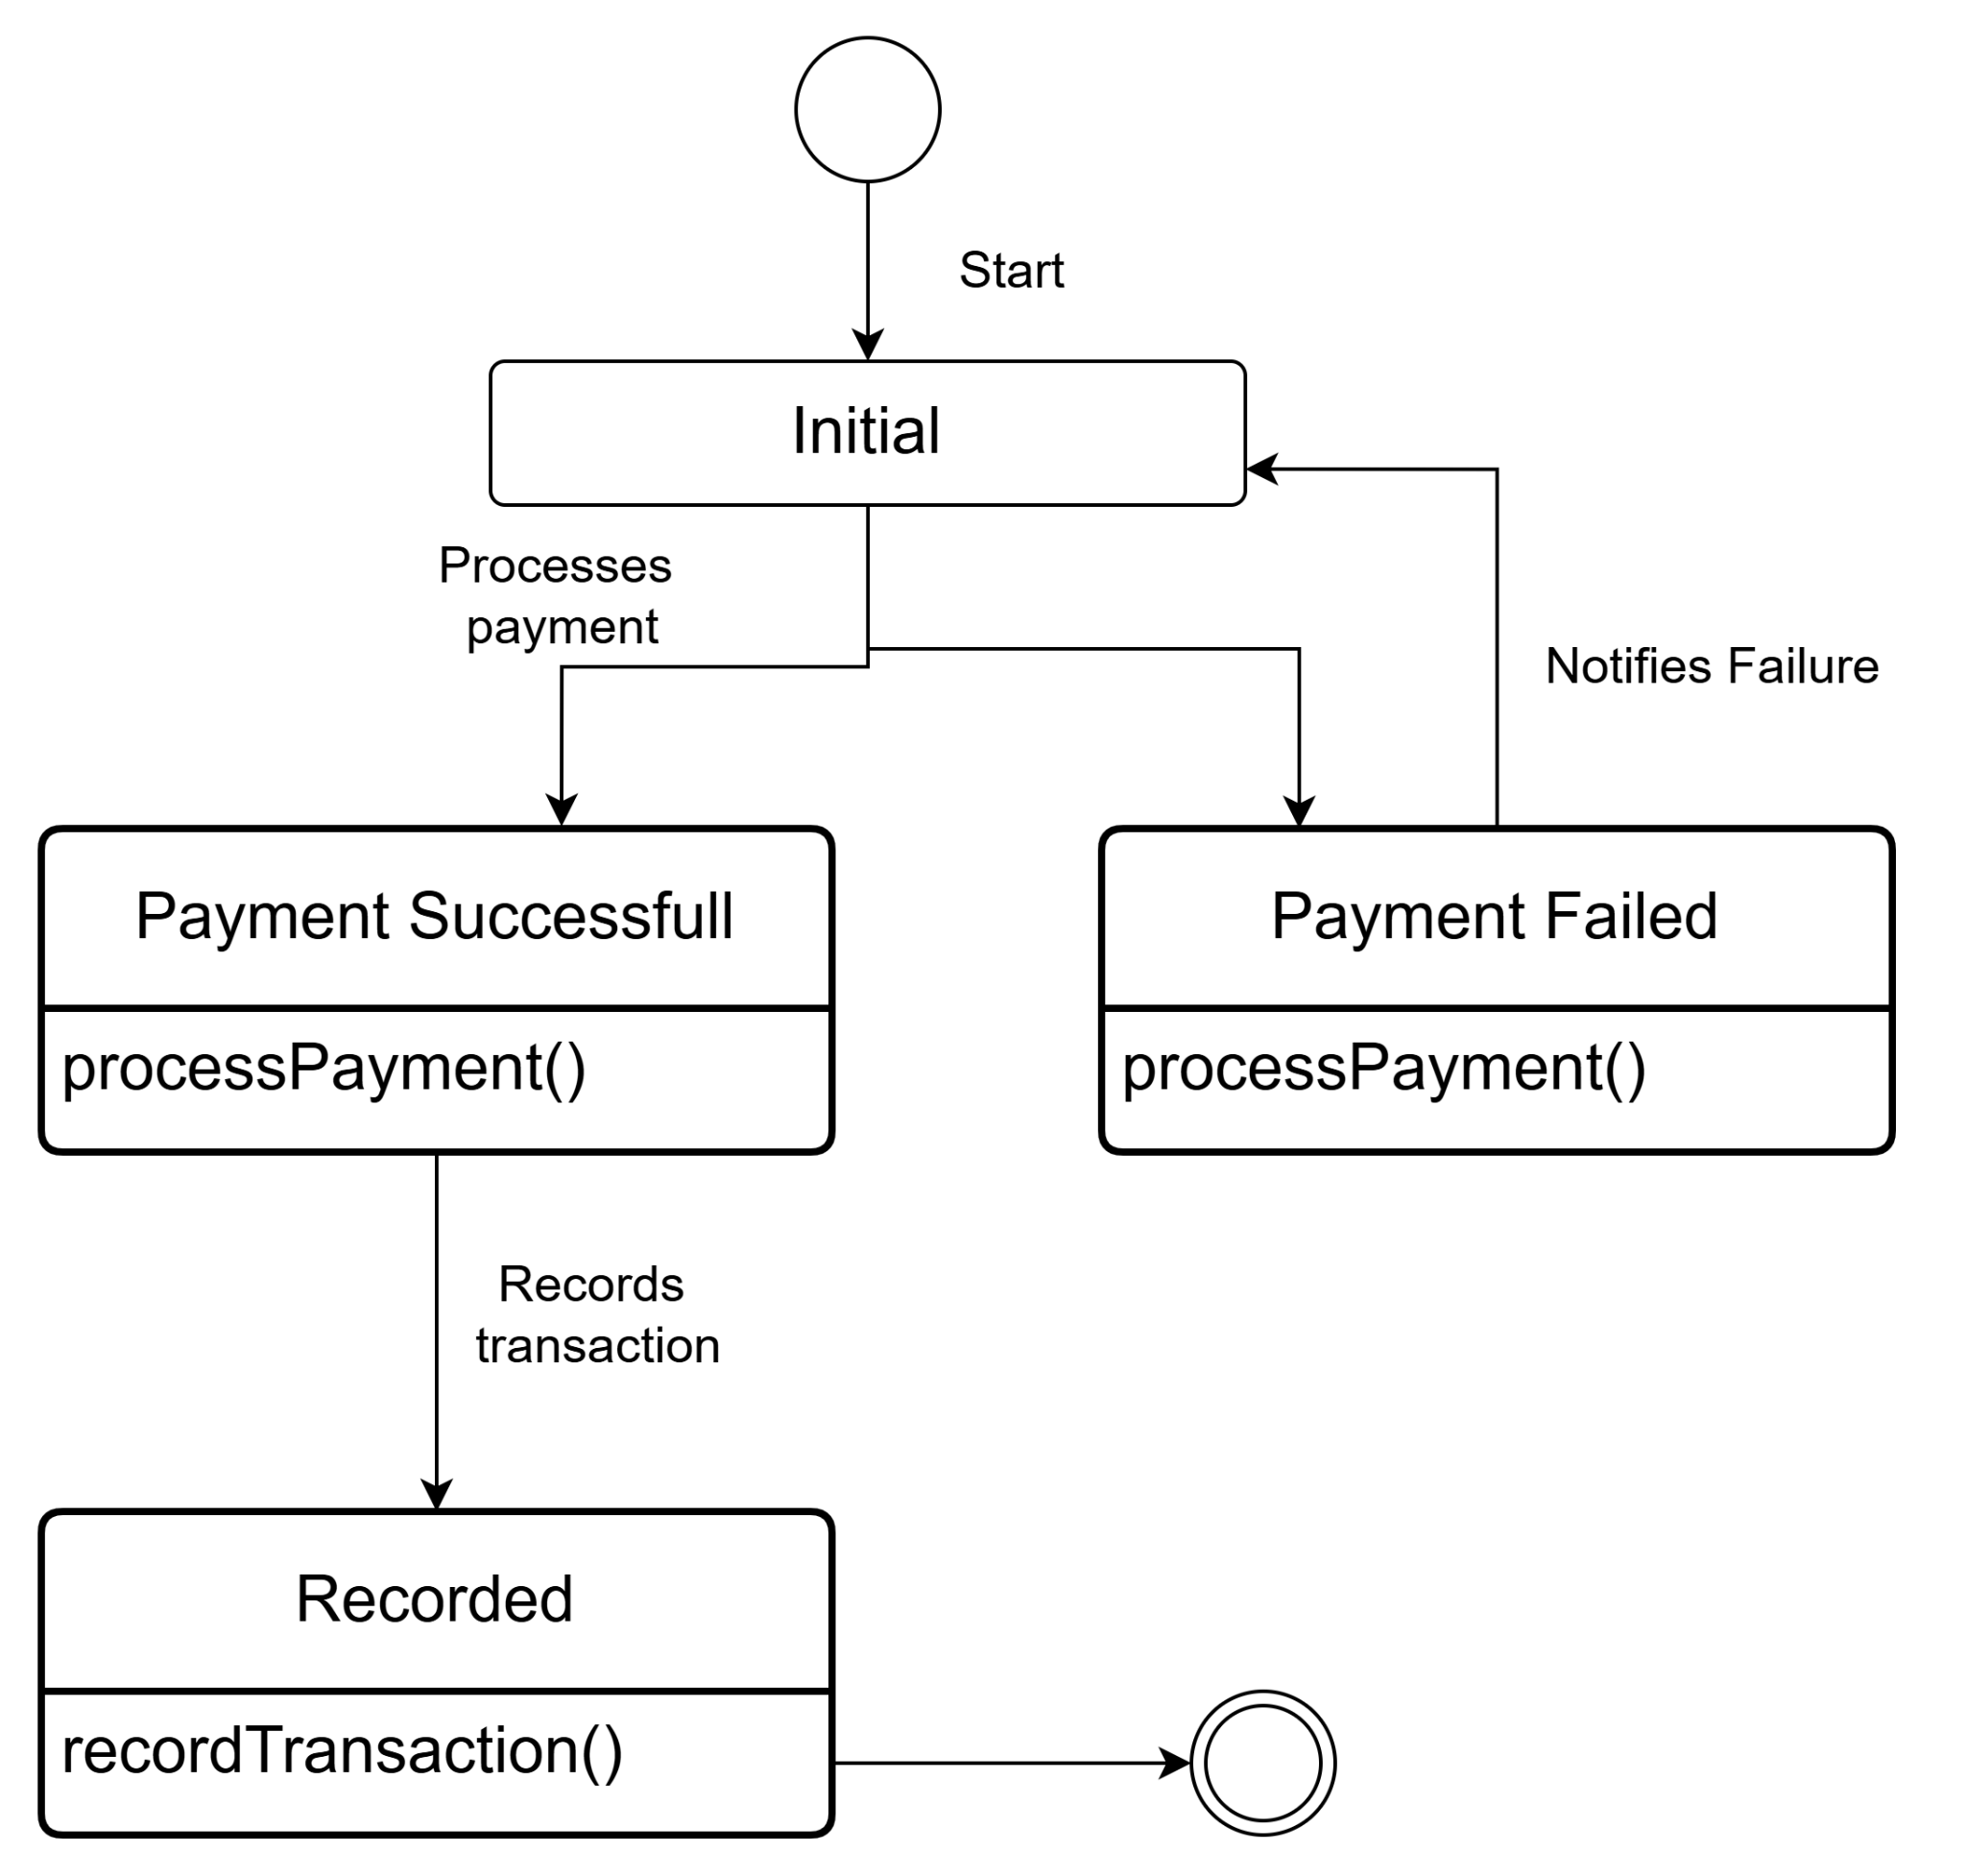 Start
Initial
Processes
payment
Notifies Failure
Payment Successfull
processPayment()
Payment Failed
processPayment()
Records
transaction
Recorded
recordTransaction()